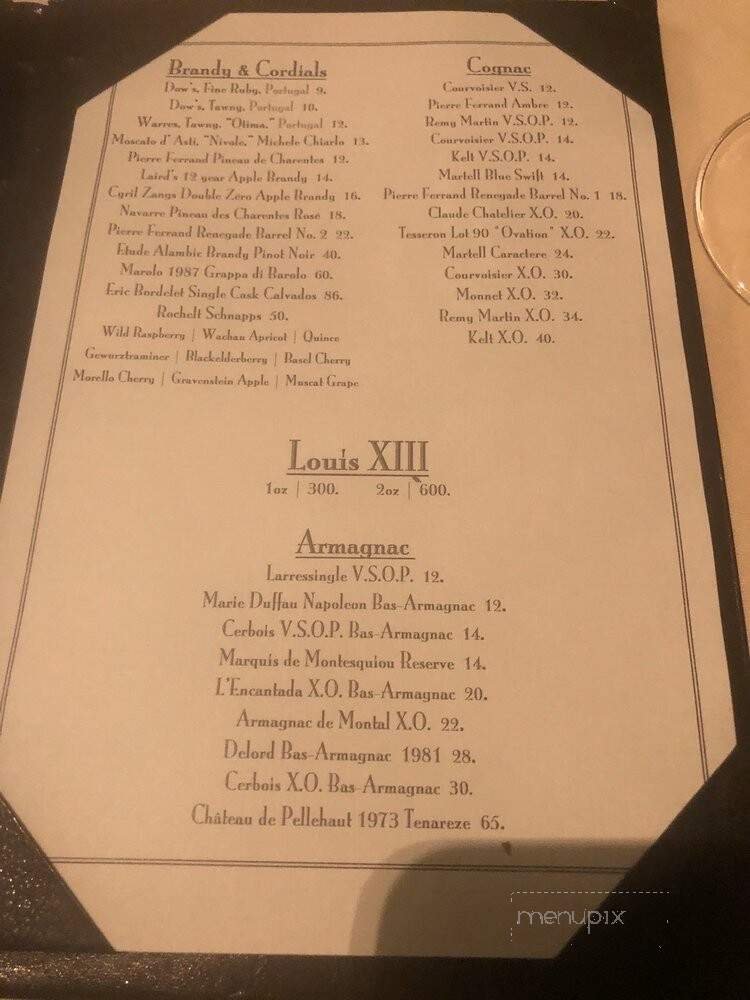 Brandy & Cordials
Dow's, Fine Ruby, Portugal 9.
Dow's, Tawny, Portugal 10.
Warres, Tawny, "Otima," Portugal 12.
Moscato d' Asti, "Nivole," Michele Chiarlo 13.
Pierre Ferrand Pineau de Charentes 12.
Laird's 12 year Apple Brandy 14.
Cyril Zangs Double Zero Apple Brandy 16.
Navarre Pineau des Charentes Rosé 18.
Pierre Ferrand Renegade Barrel No. 2 22.
Etude Alambic Brandy Pinot Noir 40.
Marolo 1987 Grappa di Barolo 60.
Eric Bordelet Single Cask Calvados 86.
Rochelt Schnapps 50.
Wild Raspberry | Wachau Apricot | Quince
Gewurztraminer | Blackelderberry | Basel Cherry
Morello Cherry | Gravenstein Apple | Muscat Grape
Cognac
Courvoisier V.S. 12.
Pierre Ferrand Ambre 12.
Remy Martin V.S.O.P. 12.
Courvoisier V.S.O.P. 14.
Kelt V.S.O.P. 14.
Martell Blue Swift 14.
Pierre Ferrand Renegade Barrel No. 1 18.
Claude Chatelier X.O. 20.
Tesseron Lot 90 "Ovation" X.O. 22.
Martell Caractere 24.
Courvoisier X.O. 30.
Monnet X.O. 32.
Remy Martin X.O. 34.
Kelt X.O. 40.
Louis XIII
1oz | 300. 2oz | 600.
Armagnac
Larressingle V.S.O.P. 12.
Marie Duffau Napoleon Bas-Armagnac 12.
Cerbois V.S.O.P. Bas-Armagnac 14.
Marquis de Montesquiou Reserve 14.
L'Encantada X.O. Bas-Armagnac 20.
Armagnac de Montal X.O. 22.
Delord Bas-Armagnac 1981 28.
Cerbois X.O. Bas-Armagnac 30.
Château de Pellehaut 1973 Tenareze 65.
menupix